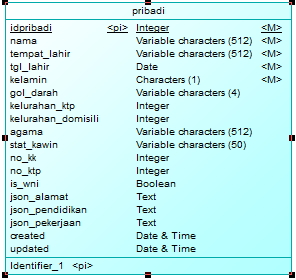 pribadi
idpribadi <pi> Integer <M>
nama Variable characters (512) <M>
tempat_lahir Variable characters (512) <M>
tgl_lahir Date <M>
kelamin Characters (1) <M>
gol_darah Variable characters (4)
kelurahan_ktp Integer
kelurahan_domisili Integer
agama Variable characters (512)
stat_kawin Variable characters (50)
no_kk Integer
no_ktp Integer
is_wni Boolean
json_alamat Text
json_pendidikan Text
json_pekerjaan Text
created Date & Time
updated Date & Time
Identifier_1 <pi>